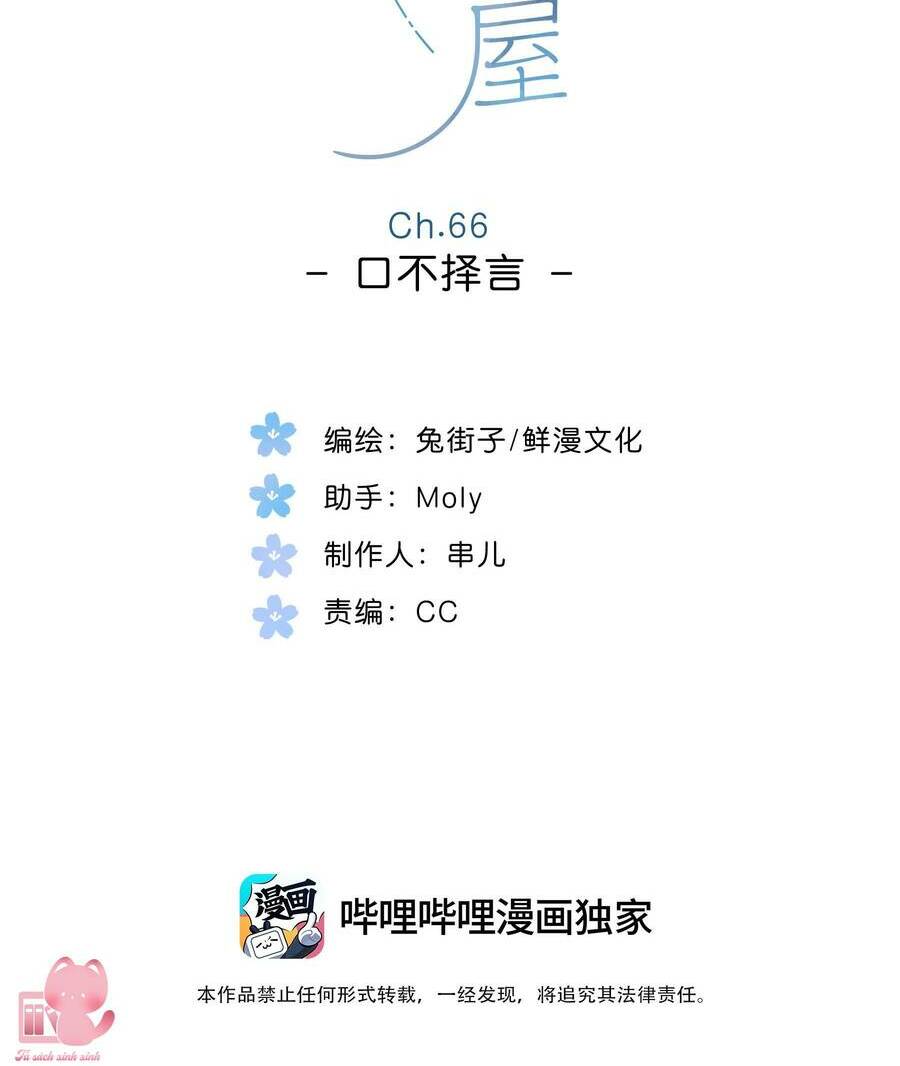 屋
Ch.66
- 口不择言 -
编绘：兔街子/鲜漫文化
助手：Moly
制作人：串儿
责编：CC
漫画
哔哩哔哩漫画独家
本作品禁止任何形式转载，一经发现，将追究其法律责任。
Tủ sách xinh xinh